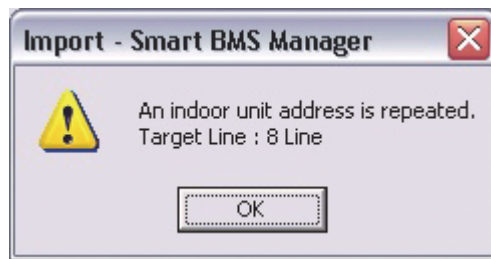 Import - Smart BMS Manager
An indoor unit address is repeated.
Target Line : 8 Line
OK